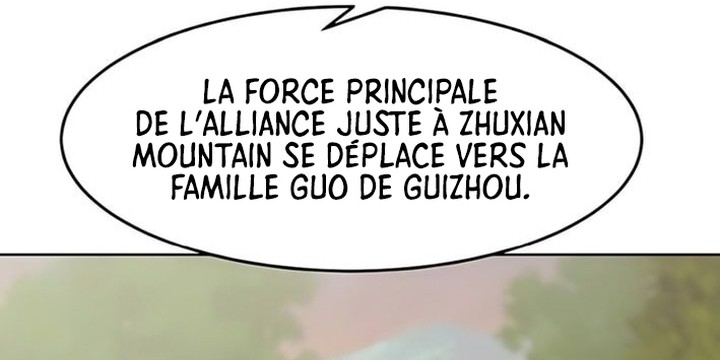 LA FORCE PRINCIPALE
DE L'ALLIANCE JUSTE À ZHUXIAN
MOUNTAIN SE DÉPLACE VERS LA
FAMILLE GUO DE GUIZHOU.